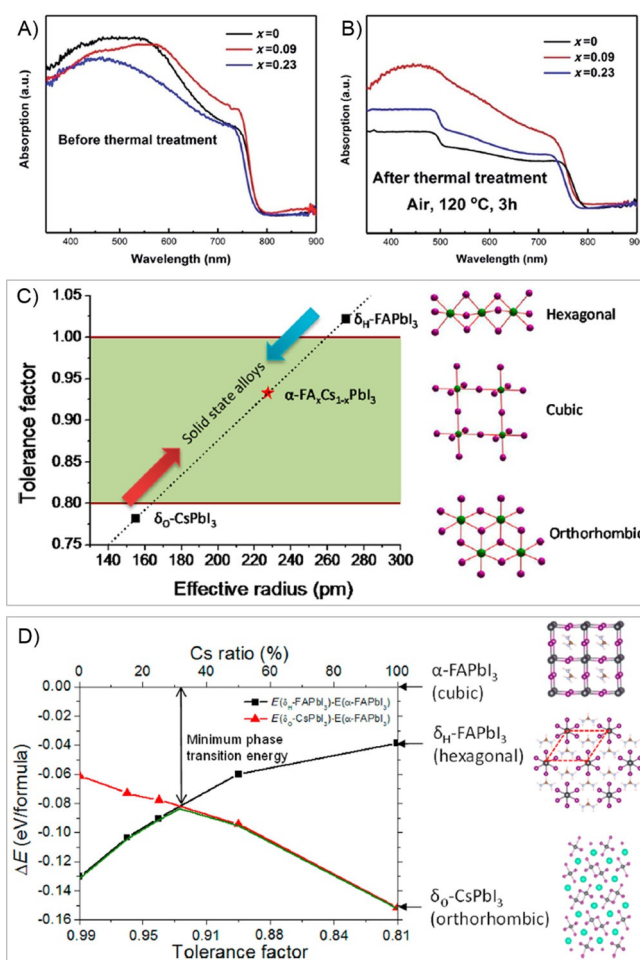 A)
x=0
x=0.09
x=0.23
Before thermal treatment
Absorption (a.u.)
400 500 600 700 800 900
Wavelength (nm)
B)
x=0
x=0.09
x=0.23
After thermal treatment
Air, 120 °C, 3h
Absorption (a.u.)
400 500 600 700 800 900
Wavelength (nm)
C)
1.05
1.00
0.95
0.90
0.85
0.80
0.75
Tolerance factor
δH-FAPbI3
Solid state alloys
α-FAxCs1-xPbI3
δO-CsPbI3
140 160 180 200 220 240 260 280 300
Effective radius (pm)
Hexagonal
Cubic
Orthorhombic
D)
Cs ratio (%)
0 25 50 75 100
0.00
-0.02
-0.04
-0.06
-0.08
-0.10
-0.12
-0.14
-0.16
ΔE (eV/formula)
E(δH-FAPbI3)-E(α-FAPbI3)
E(δO-CsPbI3)-E(α-FAPbI3)
Minimum phase
transition energy
0.99 0.95 0.91 0.88 0.84 0.81
Tolerance factor
α-FAPbI3
(cubic)
δH-FAPbI3
(hexagonal)
δO-CsPbI3
(orthorhombic)